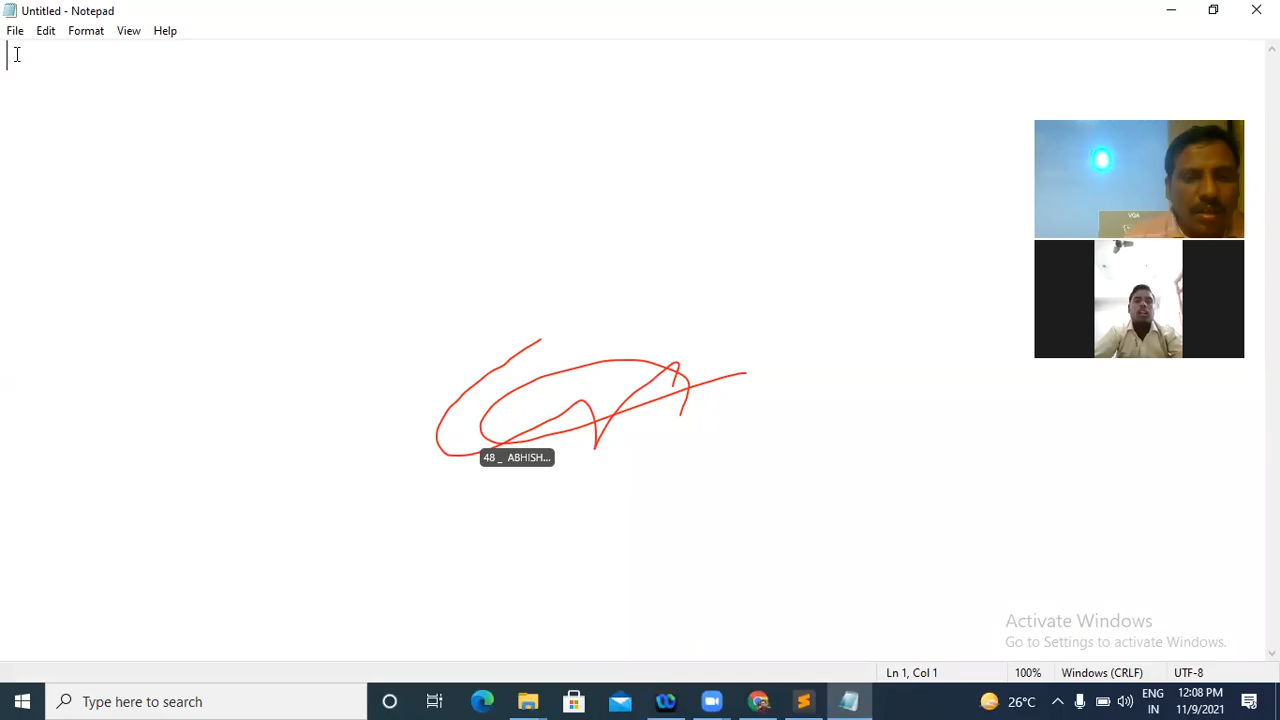 Untitled - Notepad
File Edit Format View Help
VGA
48 _ ABHISH...
Activate Windows
Go to Settings to activate Windows.
Ln 1, Col 1 100% Windows (CRLF) UTF-8
Type here to search
26°C
ENG
IN
12:08 PM
11/9/2021